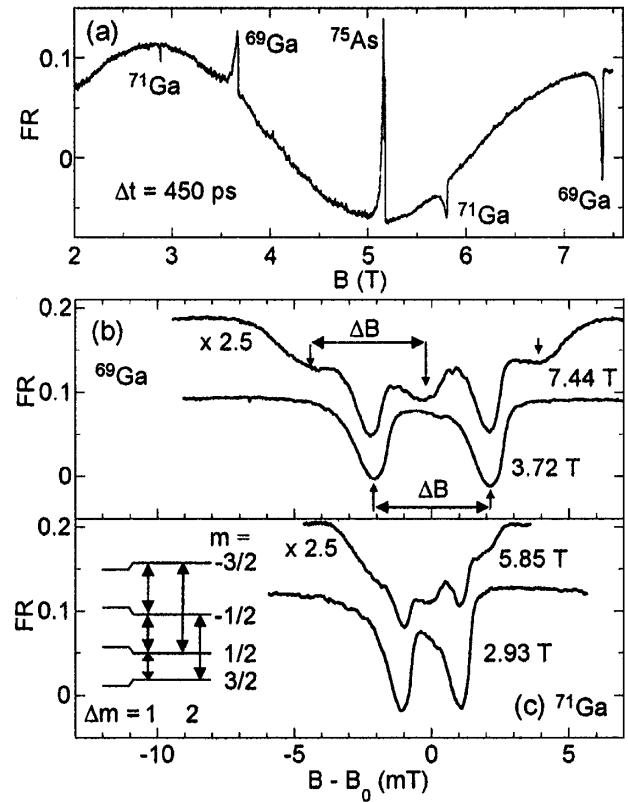 (a)
0.1
0
FR
⁷¹Ga
⁶⁹Ga
⁷⁵As
⁷¹Ga
⁶⁹Ga
Δt = 450 ps
2 3 4 5 6 7
B (T)
(b)
⁶⁹Ga
0.2
0.1
0
FR
x 2.5
ΔB
7.44 T
3.72 T
ΔB
0.2
0.1
0
FR
m =
-3/2
-1/2
1/2
3/2
Δm = 1 2
x 2.5
5.85 T
2.93 T
(c) ⁷¹Ga
-10 -5 0 5
B - B₀ (mT)